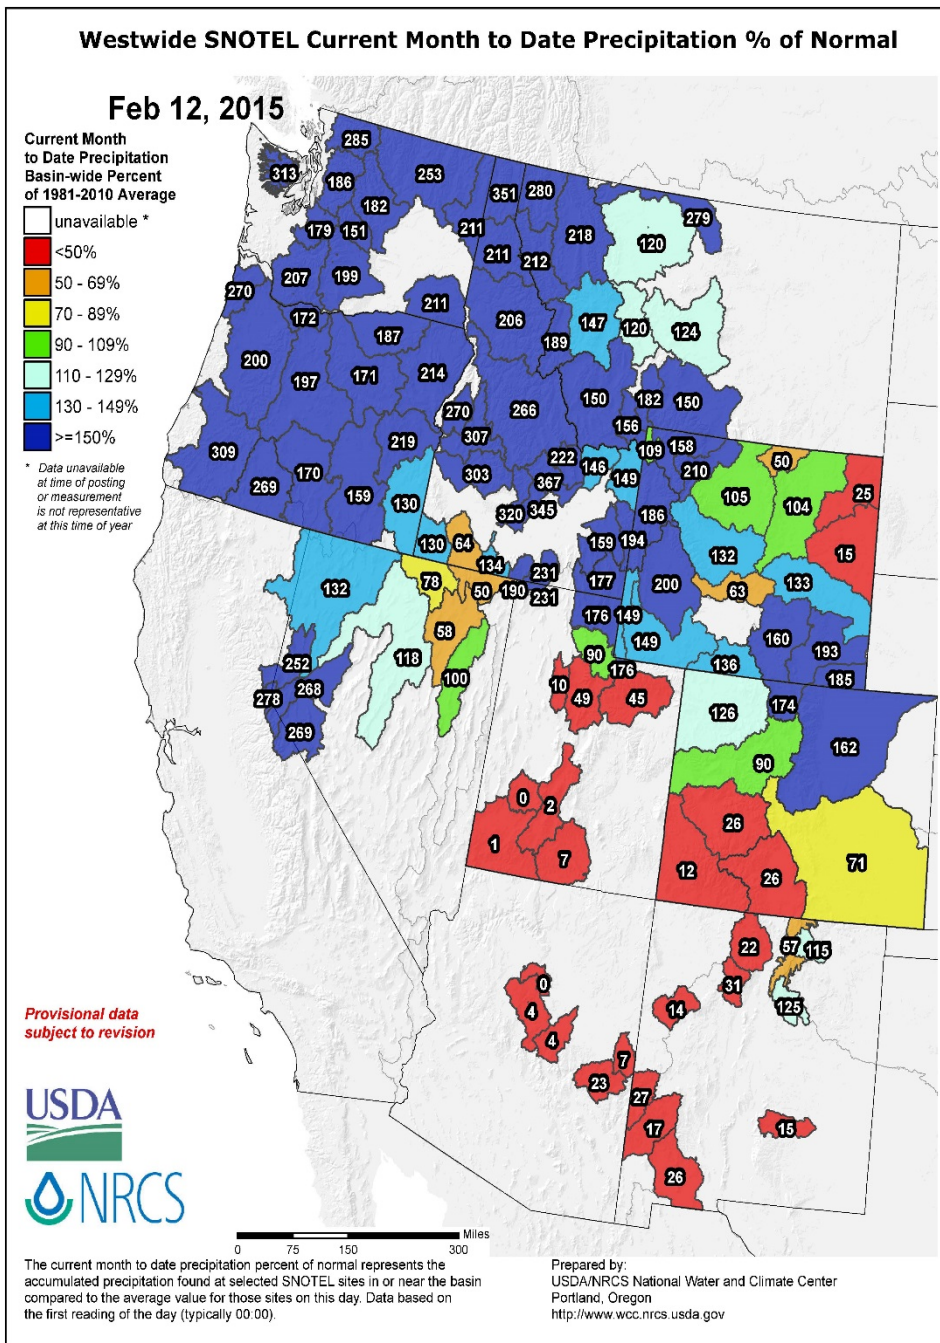 Westwide SNOTEL Current Month to Date Precipitation % of Normal
Feb 12, 2015
Current Month
to Date Precipitation
Basin-wide Percent
of 1981-2010 Average
unavailable *
<50%
50 - 69%
70 - 89%
90 - 109%
110 - 129%
130 - 149%
>=150%
* Data unavailable
at time of posting
or measurement
is not representative
at this time of year
285
313 186 253 351 280
182 279
179 151 211 218 120
211 212
207 199
270 211 147
172 206 120 124
187 189
200 197 171 214
270 266 150 182 150
307 156
309 219 222 109 158
269 170 303 146 149 210 50
159 130 367 105 104 25
320 345 186
130 64 159 194 132 15
134 231 177 200 133
132 78 50 190 231 63
58 176 149 160 193
118 90 149 136 185
252 100 176
278 268 10 49 45 126 174
269 162
90
0 2
1 7 26
12 26 71
22 57 115
0 31
4 14 125
4 7
23 27
17 15
26
Provisional data
subject to revision
USDA
NRCS
Miles
0 75 150 300
The current month to date precipitation percent of normal represents the
accumulated precipitation found at selected SNOTEL sites in or near the basin
compared to the average value for those sites on this day. Data based on
the first reading of the day (typically 00:00).
Prepared by:
USDA/NRCS National Water and Climate Center
Portland, Oregon
http://www.wcc.nrcs.usda.gov